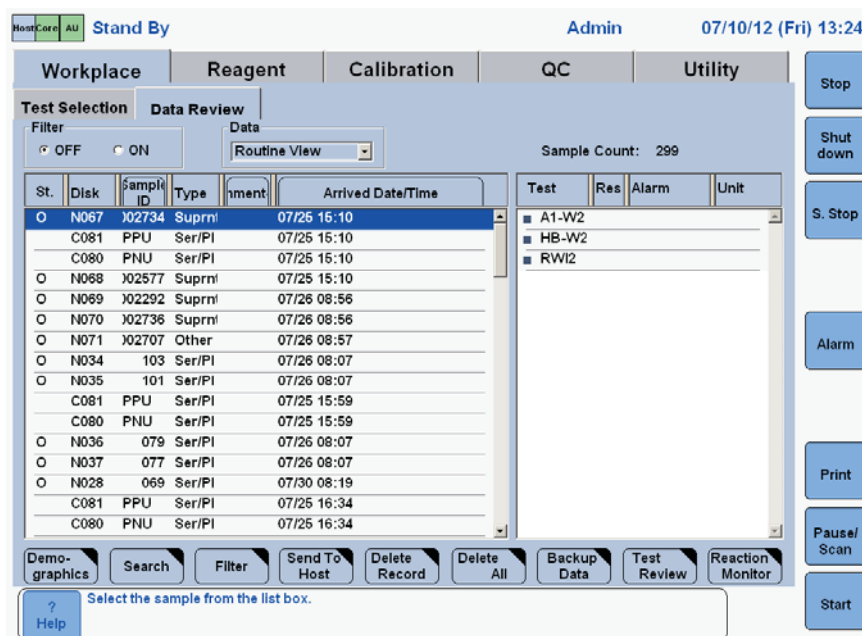 Host Core AU Stand By Admin 07/10/12 (Fri) 13:24
Workplace Reagent Calibration QC Utility
Test Selection Data Review
Filter Data
OFF ON Routine View Sample Count: 299
St. Disk Sample ID Type nment Arrived Date/Time Test Res Alarm Unit
O N067 )02734 Suprnt 07/25 15:10 A1-W2
C081 PPU Ser/Pl 07/25 15:10 HB-W2
C080 PNU Ser/Pl 07/25 15:10 RWI2
O N068 )02577 Suprnt 07/25 15:10
O N069 )02292 Suprnt 07/26 08:56
O N070 )02736 Suprnt 07/26 08:56
O N071 )02707 Other 07/26 08:57
O N034 103 Ser/Pl 07/26 08:07
O N035 101 Ser/Pl 07/26 08:07
C081 PPU Ser/Pl 07/25 15:59
C080 PNU Ser/Pl 07/25 15:59
O N036 079 Ser/Pl 07/26 08:07
O N037 077 Ser/Pl 07/26 08:07
O N028 069 Ser/Pl 07/30 08:19
C081 PPU Ser/Pl 07/25 16:34
C080 PNU Ser/Pl 07/25 16:34
Demo-graphics Search Filter Send To Host Delete Record Delete All Backup Data Test Review Reaction Monitor
? Help
Select the sample from the list box.
Stop
Shut down
S. Stop
Alarm
Print
Pause/ Scan
Start